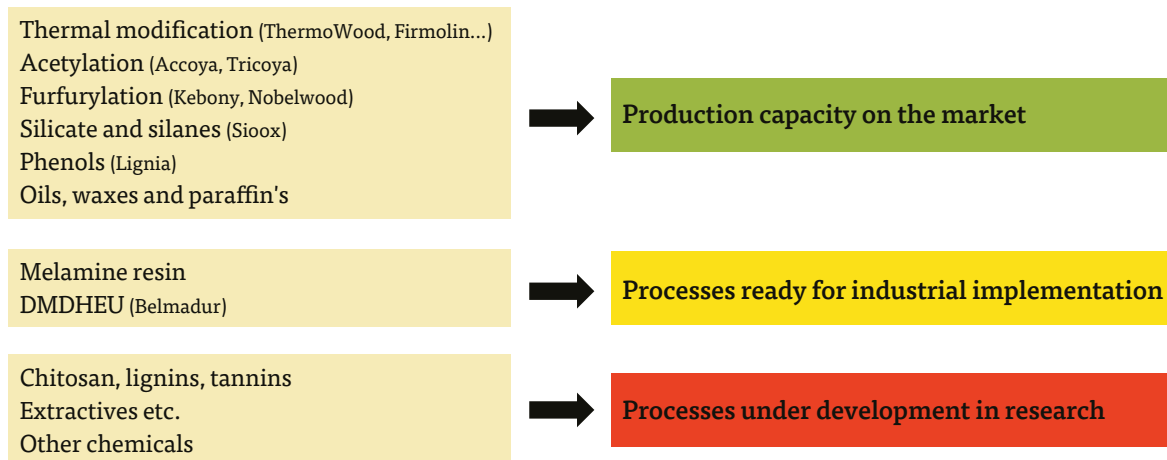 Thermal modification (ThermoWood, Firmolin...)
Acetylation (Accoya, Tricoya)
Furfurylation (Kebony, Nobelwood)
Silicate and silanes (Sioox)
Phenols (Lignia)
Oils, waxes and paraffin's
Production capacity on the market
Melamine resin
DMDHEU (Belmadur)
Processes ready for industrial implementation
Chitosan, lignins, tannins
Extractives etc.
Other chemicals
Processes under development in research